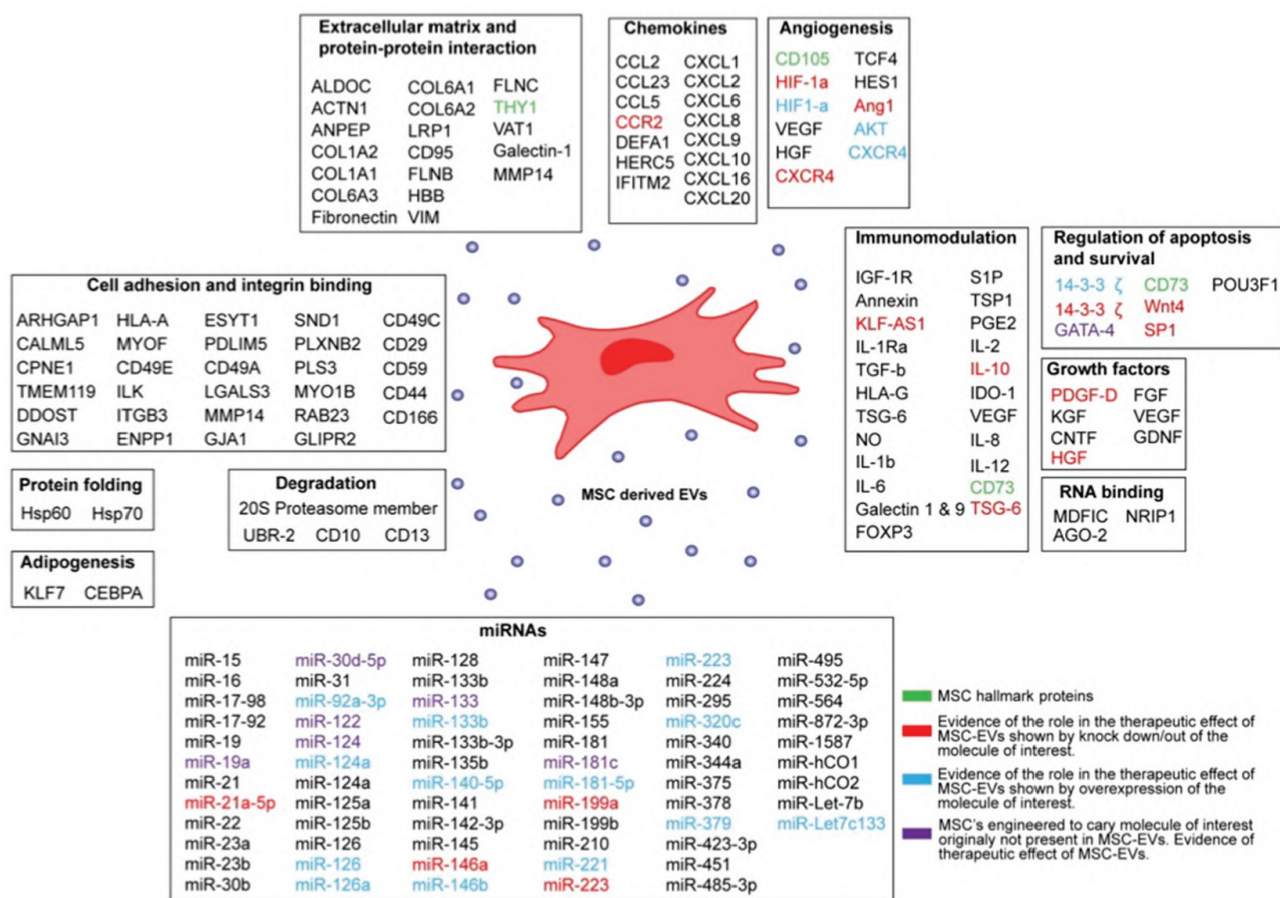 Extracellular matrix and
protein-protein interaction
ALDOC COL6A1 FLNC
ACTN1 COL6A2 THY1
ANPEP LRP1 VAT1
COL1A2 CD95 Galectin-1
COL1A1 FLNB MMP14
COL6A3 HBB
Fibronectin VIM
Chemokines
CCL2 CXCL1
CCL23 CXCL2
CCL5 CXCL6
CCR2 CXCL8
DEFA1 CXCL9
HERC5 CXCL10
IFITM2 CXCL16
CXCL20
Angiogenesis
CD105 TCF4
HIF-1a HES1
HIF1-a Ang1
VEGF AKT
HGF CXCR4
CXCR4
Cell adhesion and integrin binding
ARHGAP1 HLA-A ESYT1 SND1 CD49C
CALML5 MYOF PDLIM5 PLXNB2 CD29
CPNE1 CD49E CD49A PLS3 CD59
TMEM119 ILK LGALS3 MYO1B CD44
DDOST ITGB3 MMP14 RAB23 CD166
GNAI3 ENPP1 GJA1 GLIPR2
Immunomodulation
IGF-1R S1P
Annexin TSP1
KLF-AS1 PGE2
IL-1Ra IL-2
TGF-b IL-10
HLA-G IDO-1
TSG-6 VEGF
NO IL-8
IL-1b IL-12
IL-6 CD73
Galectin 1 & 9 TSG-6
FOXP3
Regulation of apoptosis
and survival
14-3-3 ζ CD73 POU3F1
14-3-3 ζ Wnt4
GATA-4 SP1
Growth factors
PDGF-D FGF
KGF VEGF
CNTF GDNF
HGF
RNA binding
MDFIC NRIP1
AGO-2
Protein folding
Hsp60 Hsp70
Degradation
20S Proteasome member
UBR-2 CD10 CD13
Adipogenesis
KLF7 CEBPA
MSC derived EVs
miRNAs
miR-15 miR-30d-5p miR-128 miR-147 miR-223 miR-495
miR-16 miR-31 miR-133b miR-148a miR-224 miR-532-5p
miR-17-98 miR-92a-3p miR-133 miR-148b-3p miR-295 miR-564
miR-17-92 miR-122 miR-133b miR-155 miR-320c miR-872-3p
miR-19 miR-124 miR-133b-3p miR-181 miR-340 miR-1587
miR-19a miR-124a miR-135b miR-181c miR-344a miR-hCO1
miR-21 miR-124a miR-140-5p miR-181-5p miR-375 miR-hCO2
miR-21a-5p miR-125a miR-141 miR-199a miR-378 miR-Let-7b
miR-22 miR-125b miR-142-3p miR-199b miR-379 miR-Let7c133
miR-23a miR-126 miR-145 miR-210 miR-423-3p
miR-23b miR-126 miR-146a miR-221 miR-451
miR-30b miR-126a miR-146b miR-223 miR-485-3p
MSC hallmark proteins
Evidence of the role in the therapeutic effect of
MSC-EVs shown by knock down/out of the
molecule of interest.
Evidence of the role in the therapeutic effect of
MSC-EVs shown by overexpression of the
molecule of interest.
MSC's engineered to cary molecule of interest
originaly not present in MSC-EVs. Evidence of
therapeutic effect of MSC-EVs.